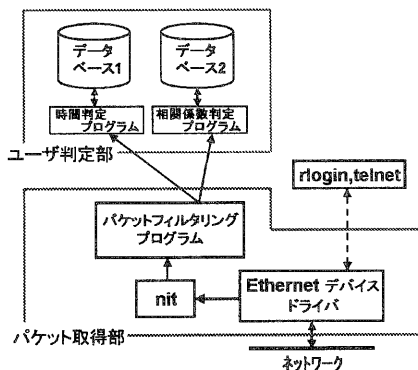 データ
ベース1
データ
ベース2
時間判定
プログラム
相関係数判定
プログラム
ユーザ判定部
rlogin,telnet
パケットフィルタリング
プログラム
nit
Ethernet デバイス
ドライバ
パケット取得部
ネットワーク